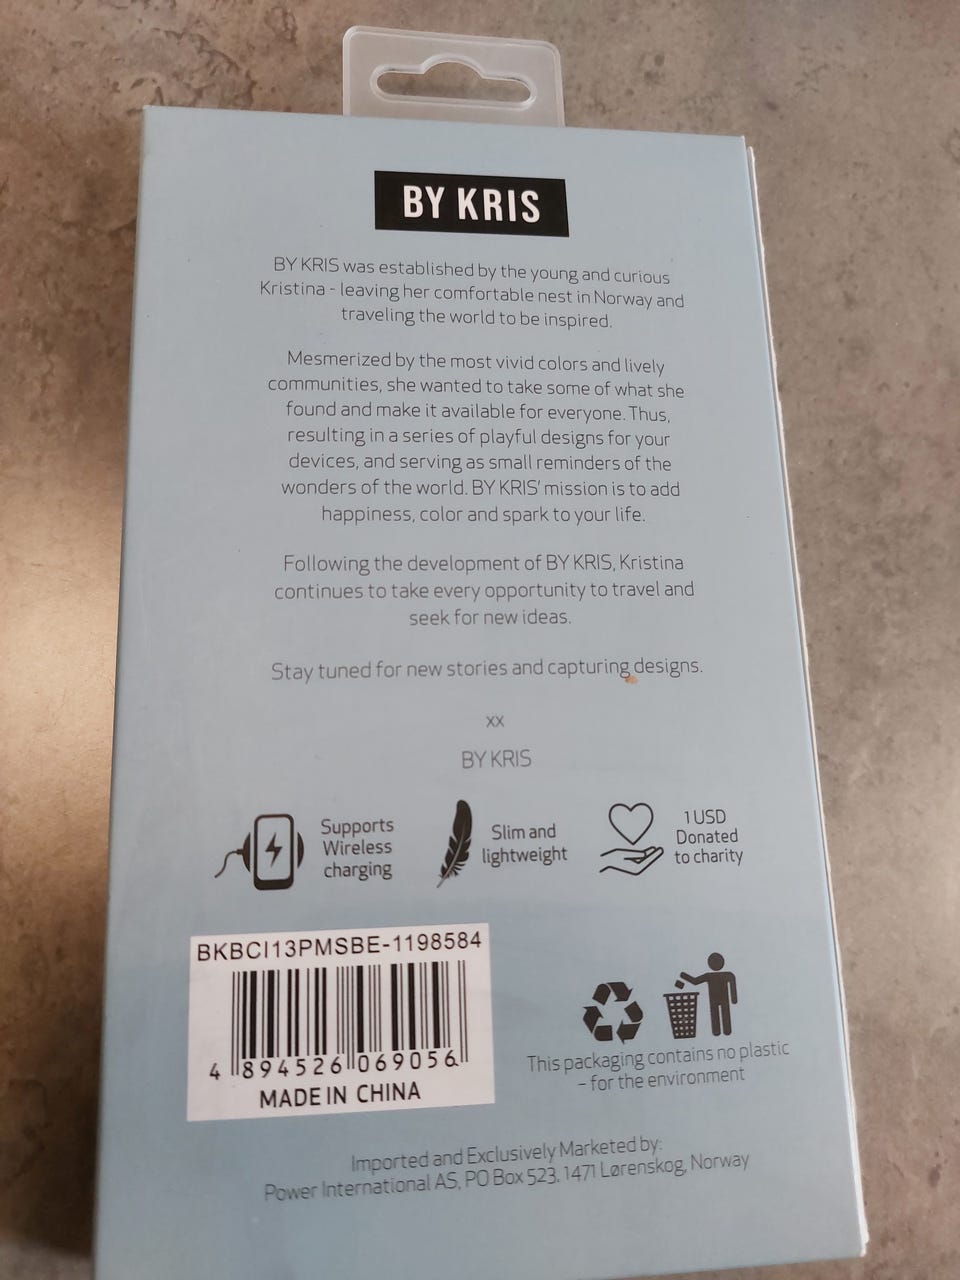 BY KRIS
BY KRIS was established by the young and curious
Kristina - leaving her comfortable nest in Norway and
traveling the world to be inspired.
Mesmerized by the most vivid colors and lively
communities, she wanted to take some of what she
found and make it available for everyone. Thus,
resulting in a series of playful designs for your
devices, and serving as small reminders of the
wonders of the world. BY KRIS' mission is to add
happiness, color and spark to your life.
Following the development of BY KRIS, Kristina
continues to take every opportunity to travel and
seek for new ideas.
Stay tuned for new stories and capturing designs.
xx
BY KRIS
Supports
Wireless
charging
Slim and
lightweight
1 USD
Donated
to charity
BKBCI13PMSBE-1198584
4 894526 069056
MADE IN CHINA
This packaging contains no plastic
- for the environment
Imported and Exclusively Marketed by:
Power International AS, PO Box 523, 1471 Lørenskog, Norway